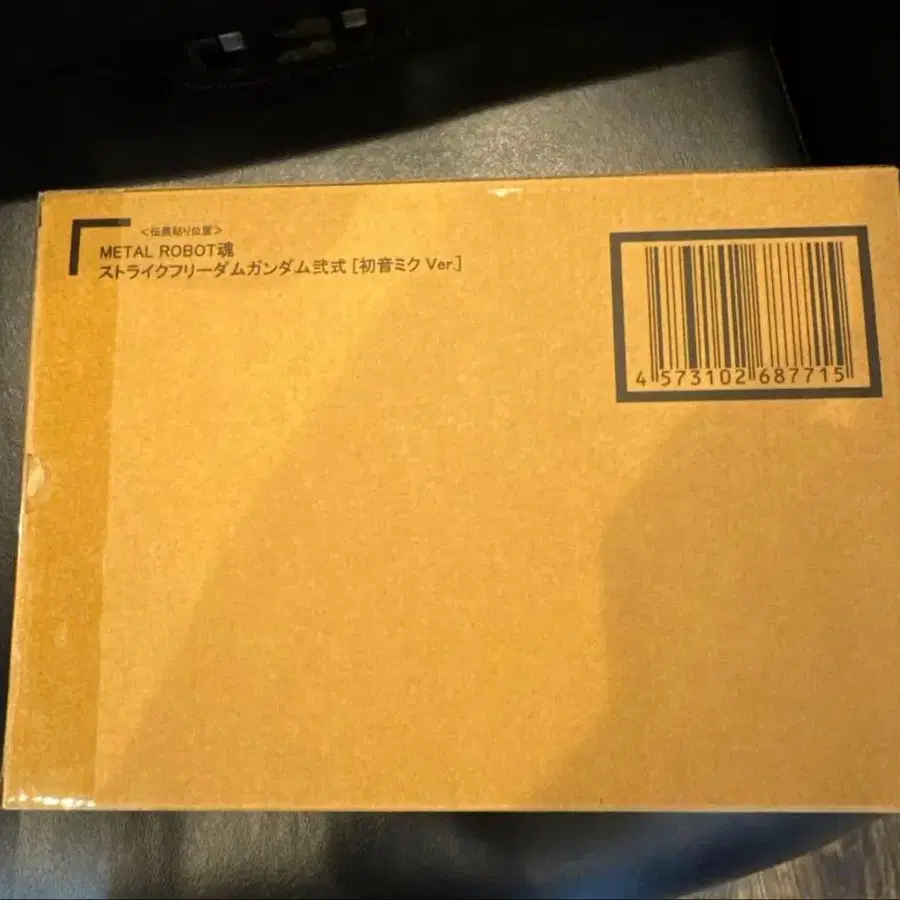 <伝票貼り位置>
METAL ROBOT魂
ストライクフリーダムガンダム弐式 [初音ミク Ver.]
4 573102 687715